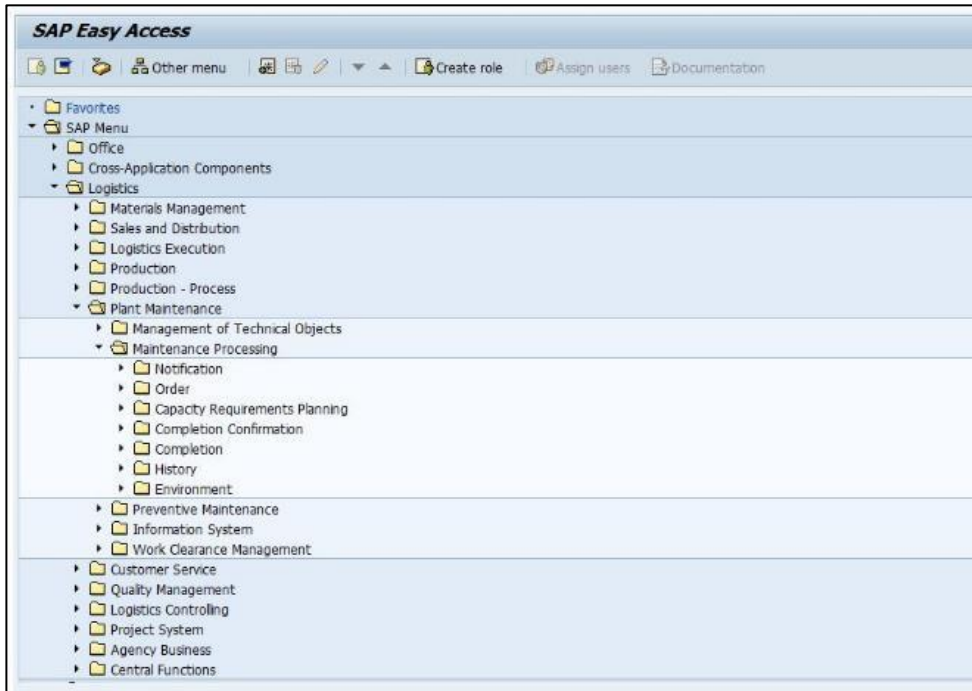 SAP Easy Access
Other menu Create role Assign users Documentation
Favorites
SAP Menu
Office
Cross-Application Components
Logistics
Materials Management
Sales and Distribution
Logistics Execution
Production
Production - Process
Plant Maintenance
Management of Technical Objects
Maintenance Processing
Notification
Order
Capacity Requirements Planning
Completion Confirmation
Completion
History
Environment
Preventive Maintenance
Information System
Work Clearance Management
Customer Service
Quality Management
Logistics Controlling
Project System
Agency Business
Central Functions